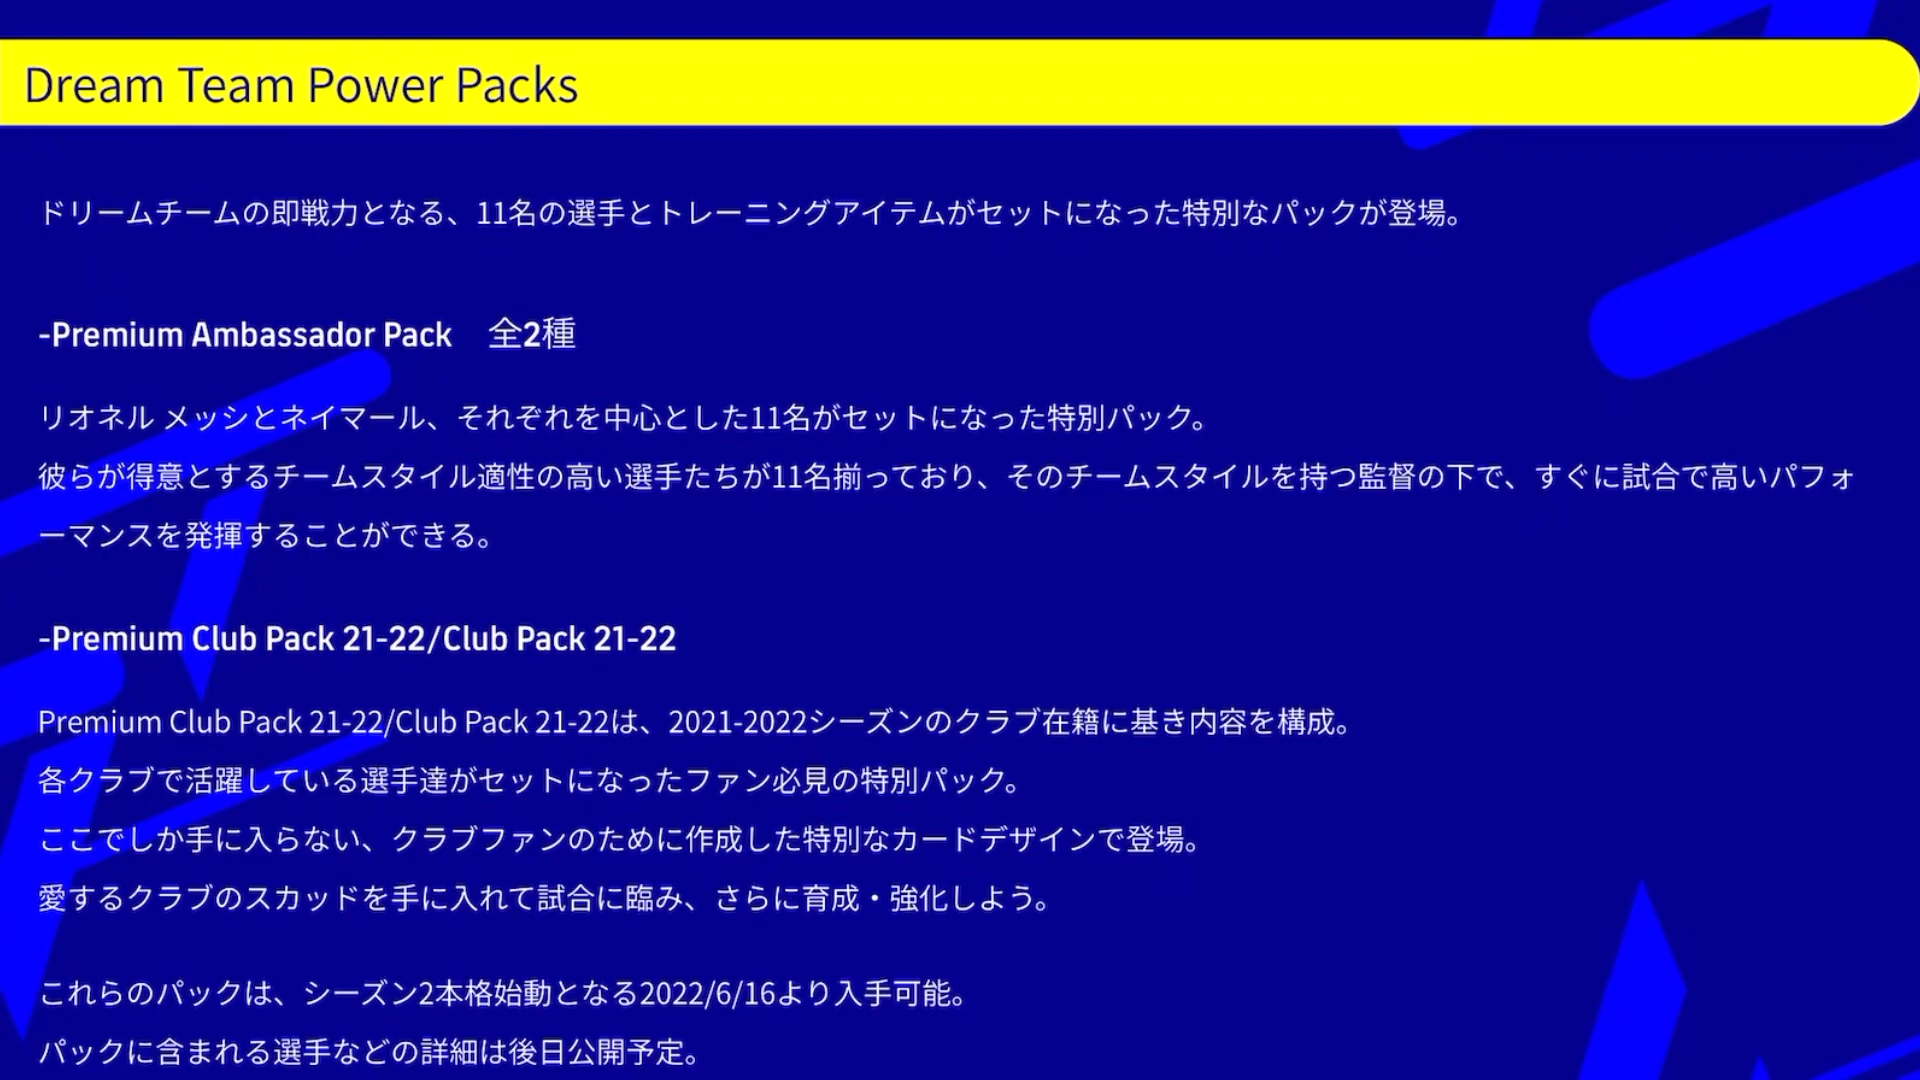 Dream Team Power Packs
ドリームチームの即戦力となる、11名の選手とトレーニングアイテムがセットになった特別なパックが登場。
-Premium Ambassador Pack　全2種
リオネル メッシとネイマール、それぞれを中心とした11名がセットになった特別パック。
彼らが得意とするチームスタイル適性の高い選手たちが11名揃っており、そのチームスタイルを持つ監督の下で、すぐに試合で高いパフォ
ーマンスを発揮することができる。
-Premium Club Pack 21-22/Club Pack 21-22
Premium Club Pack 21-22/Club Pack 21-22は、2021-2022シーズンのクラブ在籍に基き内容を構成。
各クラブで活躍している選手達がセットになったファン必見の特別パック。
ここでしか手に入らない、クラブファンのために作成した特別なカードデザインで登場。
愛するクラブのスカッドを手に入れて試合に臨み、さらに育成・強化しよう。
これらのパックは、シーズン2本格始動となる2022/6/16より入手可能。
パックに含まれる選手などの詳細は後日公開予定。